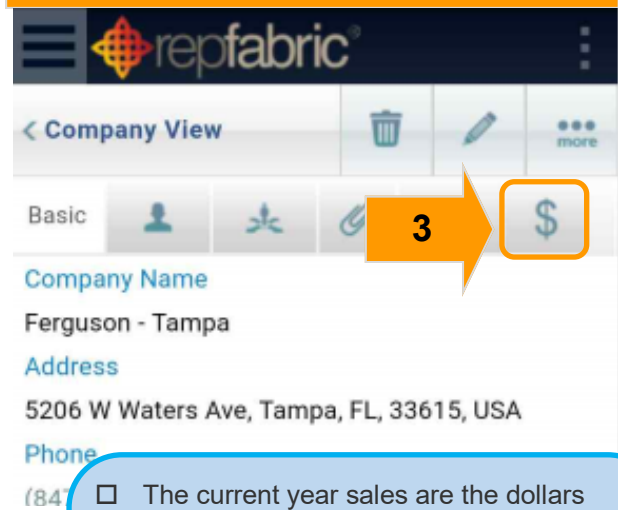 repfabric®
< Company View
more
Basic
3
$
Company Name
Ferguson - Tampa
Address
5206 W Waters Ave, Tampa, FL, 33615, USA
Phone
(847
☐ The current year sales are the dollars